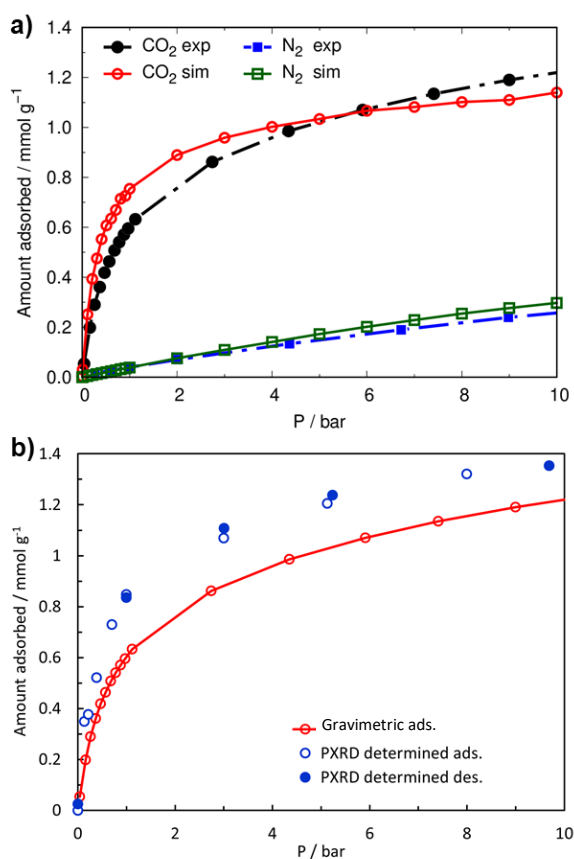 a)
CO2 exp
N2 exp
CO2 sim
N2 sim
1.4
1.2
1.0
0.8
0.6
0.4
0.2
0.0
Amount adsorbed / mmol g−1
0 2 4 6 8 10
P / bar
b)
1.4
1.2
1
0.8
0.6
0.4
0.2
0
Amount adsorbed / mmol g-1
Gravimetric ads.
PXRD determined ads.
PXRD determined des.
0 2 4 6 8 10
P / bar